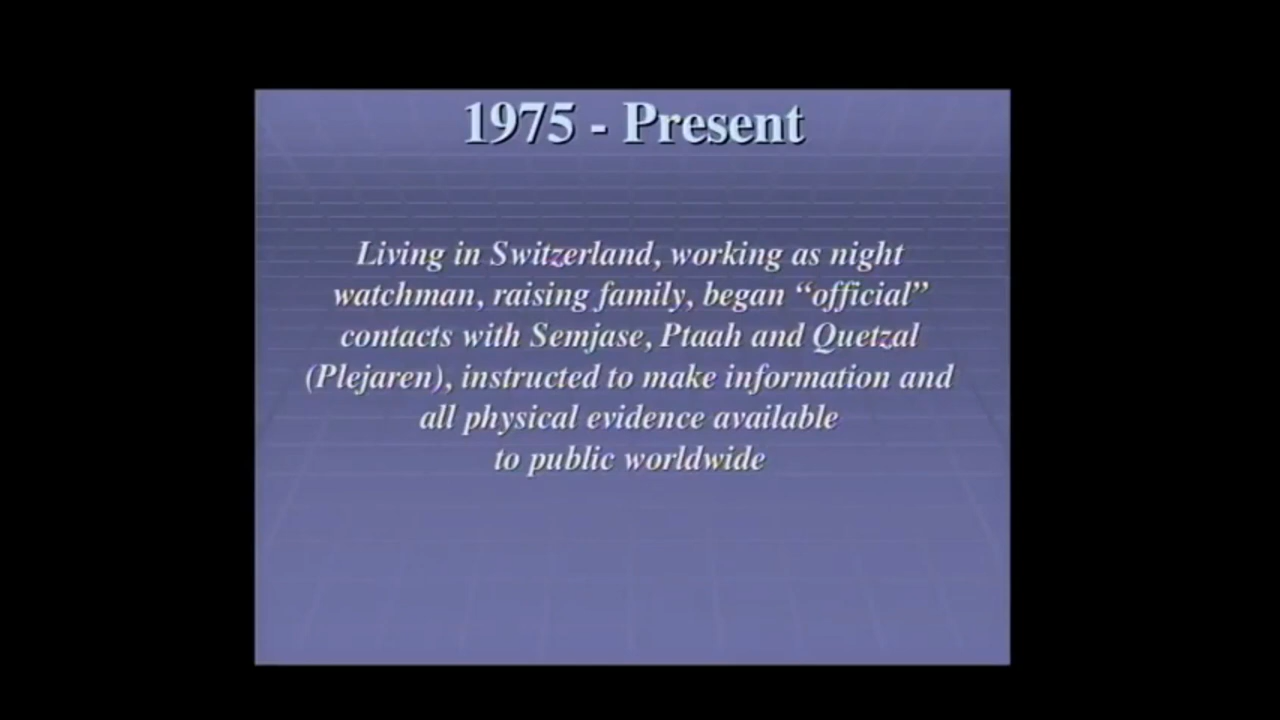 1975 - Present
Living in Switzerland, working as night
watchman, raising family, began “official”
contacts with Semjase, Ptaah and Quetzal
(Plejaren), instructed to make information and
all physical evidence available
to public worldwide